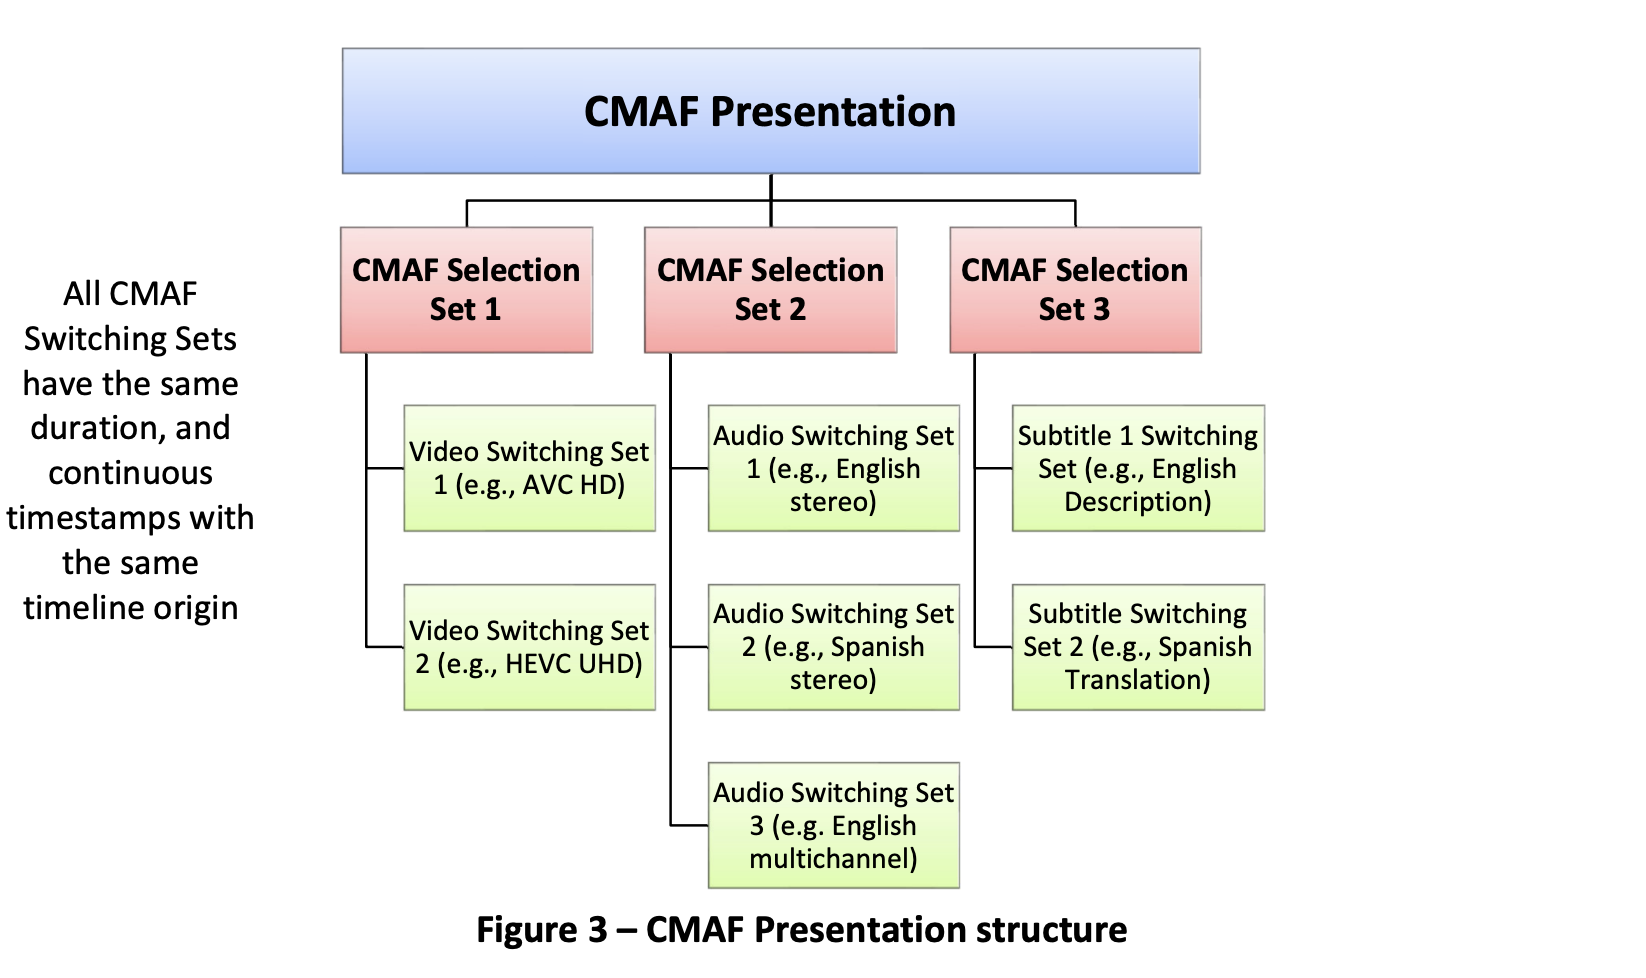 CMAF Presentation
CMAF Selection
Set 1
CMAF Selection
Set 2
CMAF Selection
Set 3
All CMAF
Switching Sets
have the same
duration, and
continuous
timestamps with
the same
timeline origin
Video Switching Set
1 (e.g., AVC HD)
Video Switching Set
2 (e.g., HEVC UHD)
Audio Switching Set
1 (e.g., English
stereo)
Audio Switching Set
2 (e.g., Spanish
stereo)
Audio Switching Set
3 (e.g. English
multichannel)
Subtitle 1 Switching
Set (e.g., English
Description)
Subtitle Switching
Set 2 (e.g., Spanish
Translation)
Figure 3 – CMAF Presentation structure